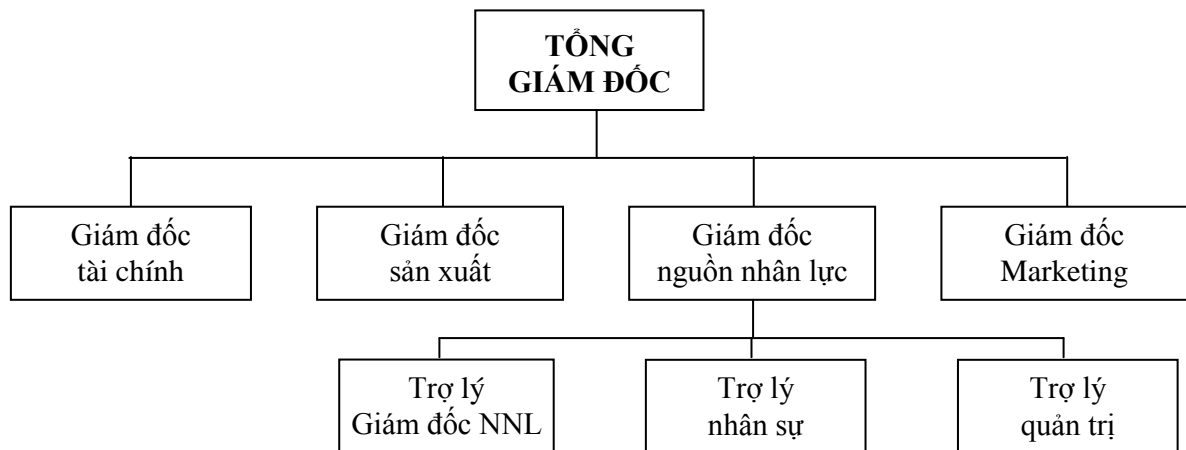 TỔNG
GIÁM ĐỐC
Giám đốc
tài chính
Giám đốc
sản xuất
Giám đốc
nguồn nhân lực
Giám đốc
Marketing
Trợ lý
Giám đốc NNL
Trợ lý
nhân sự
Trợ lý
quản trị